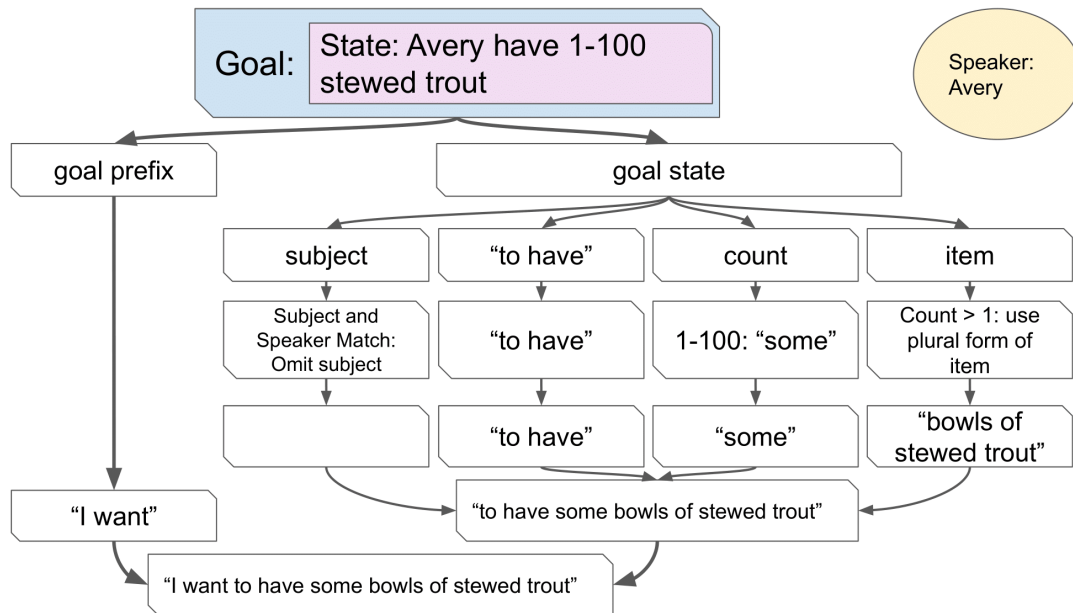 Goal:
State: Avery have 1-100
stewed trout
Speaker:
Avery
goal prefix
goal state
subject
“to have”
count
item
Subject and
Speaker Match:
Omit subject
“to have”
1-100: “some”
Count > 1: use
plural form of
item
“to have”
“some”
“bowls of
stewed trout”
“I want”
“to have some bowls of stewed trout”
“I want to have some bowls of stewed trout”